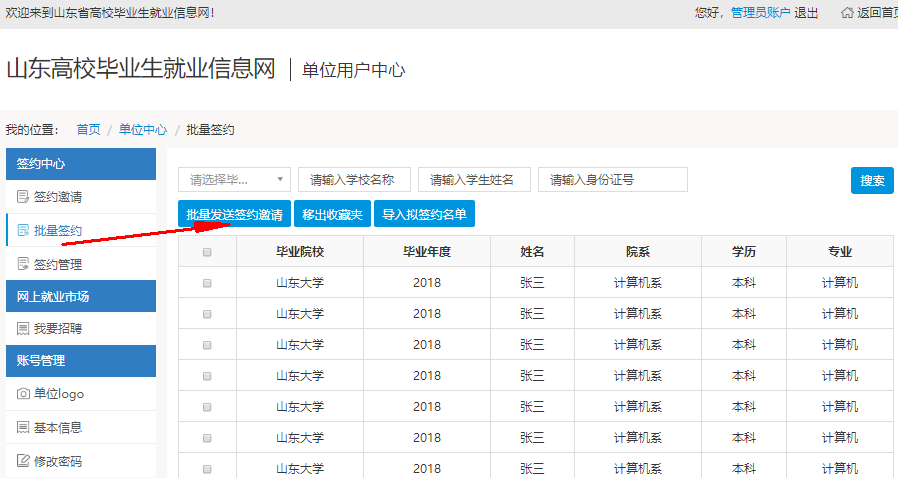 欢迎来到山东省高校毕业生就业信息网！ 您好，管理员账户 退出 返回首页
山东高校毕业生就业信息网 | 单位用户中心
我的位置： 首页 / 单位中心 / 批量签约
签约中心
签约邀请
批量签约
签约管理
网上就业市场
我要招聘
账号管理
单位logo
基本信息
修改密码
请选择毕... 请输入学校名称 请输入学生姓名 请输入身份证号 搜索
批量发送签约邀请 移出收藏夹 导入拟签约名单
毕业院校 毕业年度 姓名 院系 学历 专业
山东大学 2018 张三 计算机系 本科 计算机
山东大学 2018 张三 计算机系 本科 计算机
山东大学 2018 张三 计算机系 本科 计算机
山东大学 2018 张三 计算机系 本科 计算机
山东大学 2018 张三 计算机系 本科 计算机
山东大学 2018 张三 计算机系 本科 计算机
山东大学 2018 张三 计算机系 本科 计算机